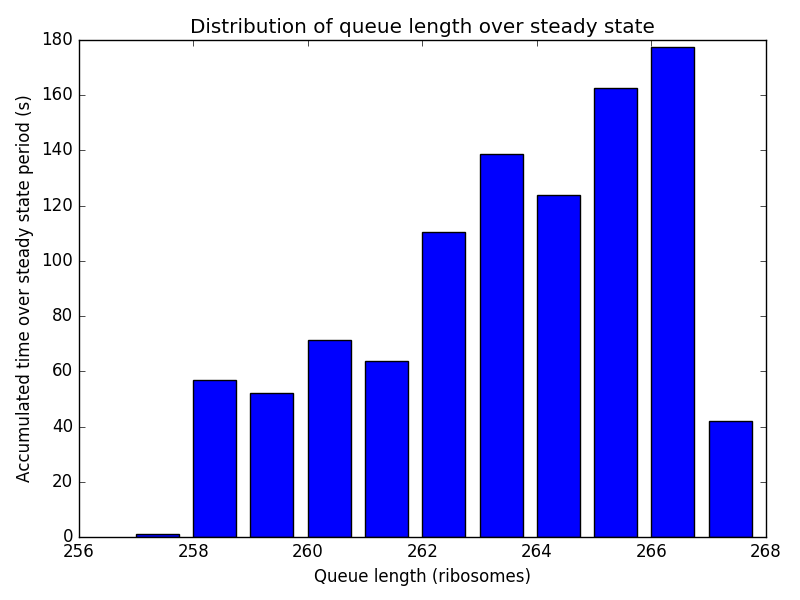 Distribution of queue length over steady state
Accumulated time over steady state period (s)
180
160
140
120
100
80
60
40
20
0
256 258 260 262 264 266 268
Queue length (ribosomes)